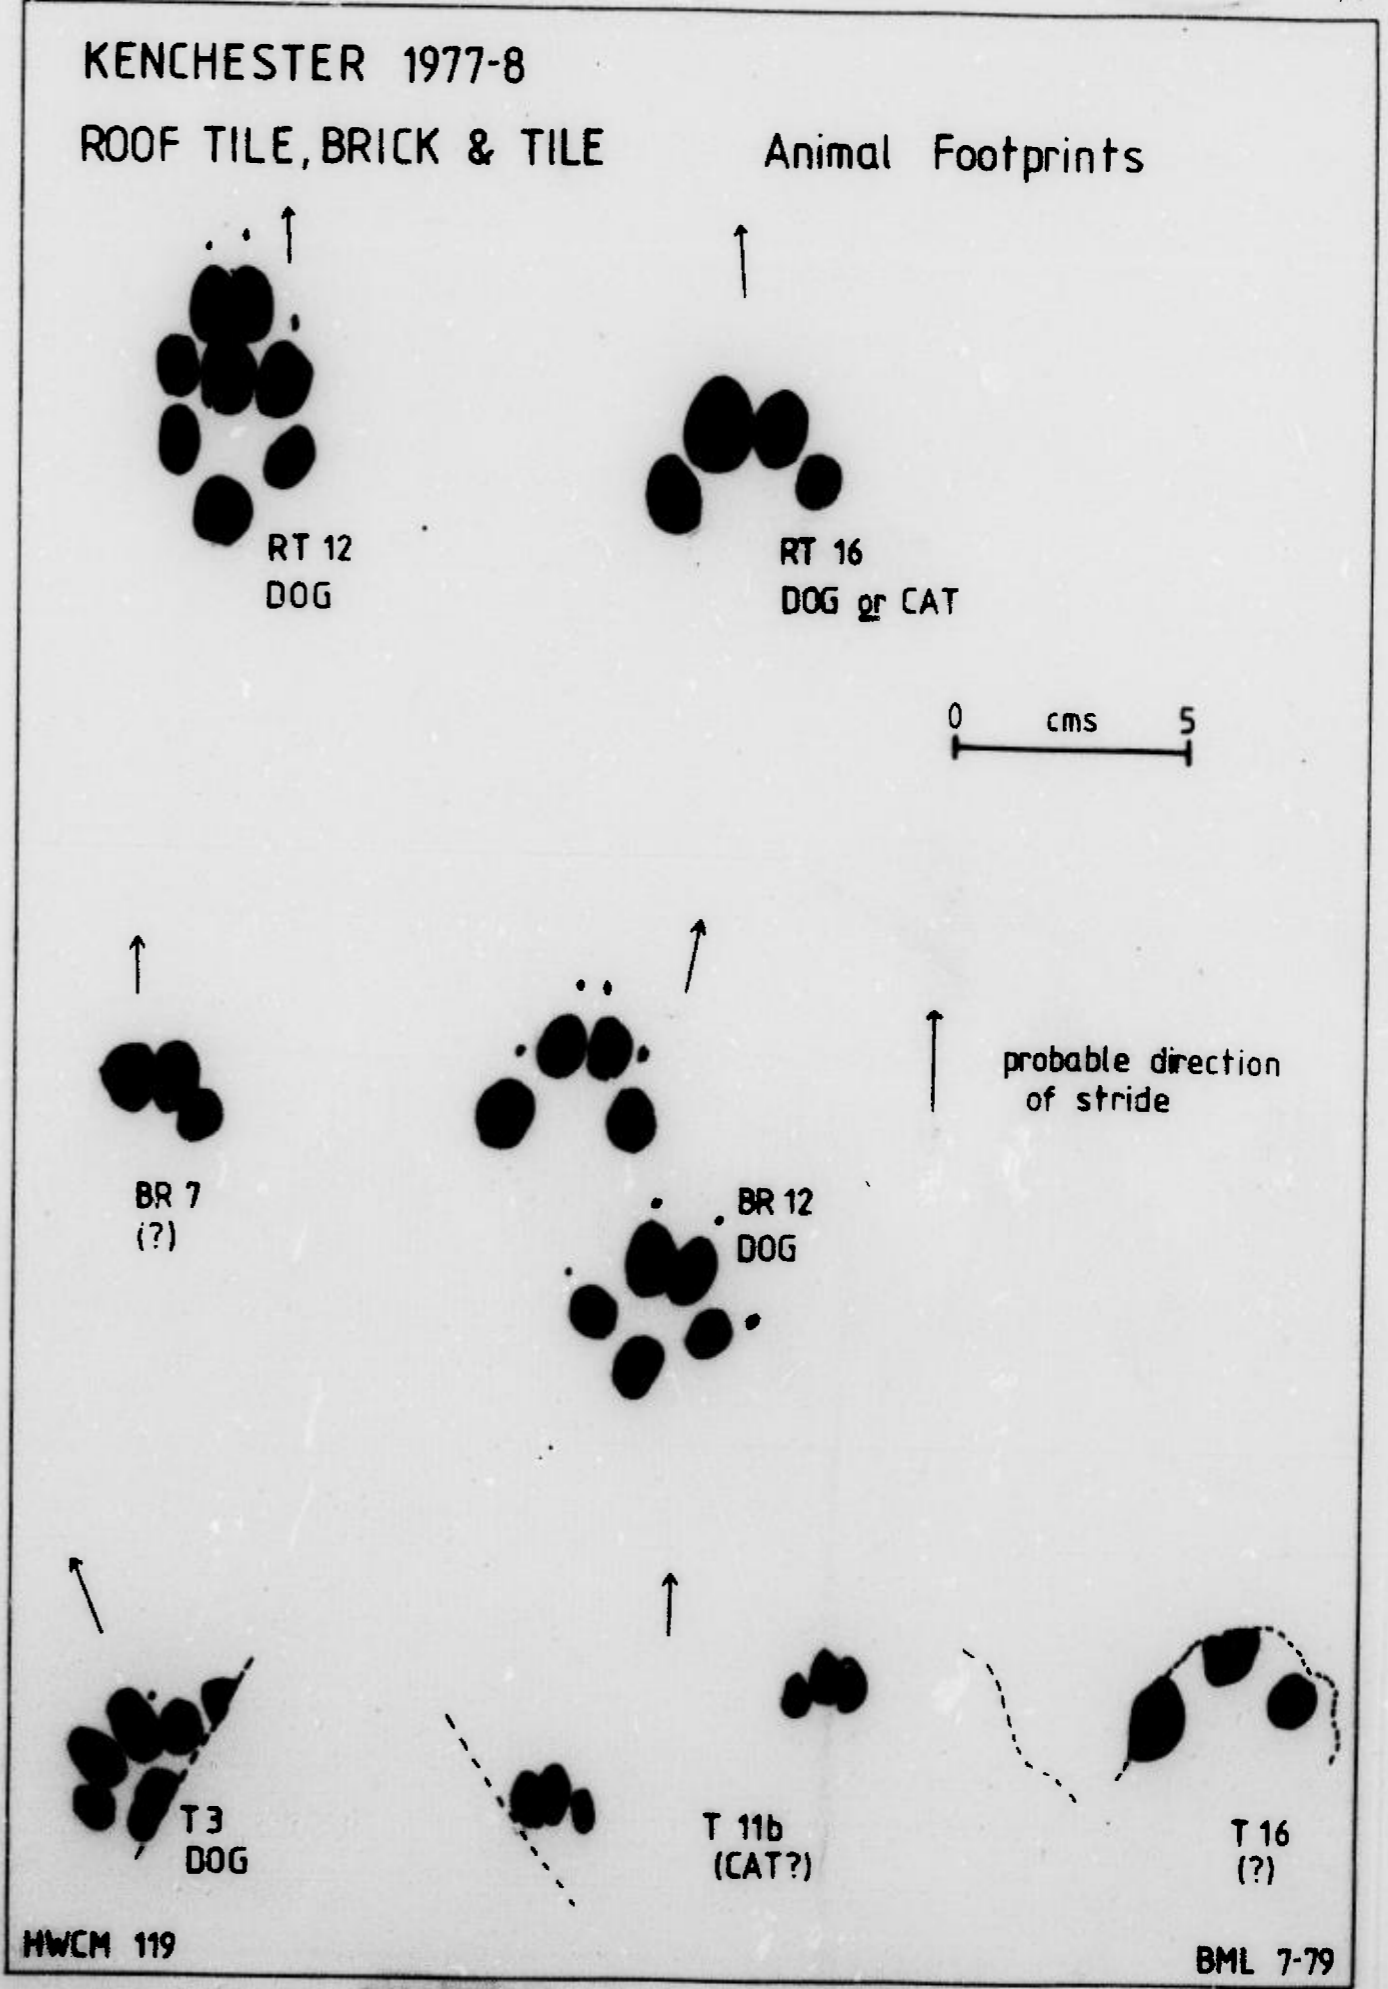 KENCHESTER 1977-8
ROOF TILE, BRICK & TILE
Animal Footprints
RT 12
DOG
RT 16
DOG or CAT
0 cms 5
BR 7
(?)
BR 12
DOG
probable direction
of stride
T 3
DOG
T 11b
(CAT?)
T 16
(?)
HWCM 119
BML 7-79